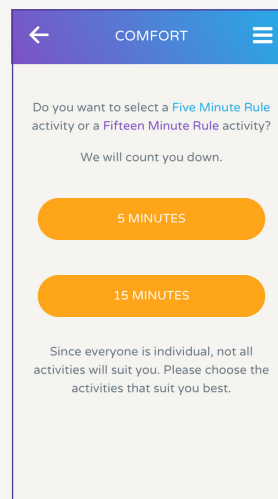 COMFORT
Do you want to select a Five Minute Rule
activity or a Fifteen Minute Rule activity?
We will count you down.
5 MINUTES
15 MINUTES
Since everyone is individual, not all
activities will suit you. Please choose the
activities that suit you best.